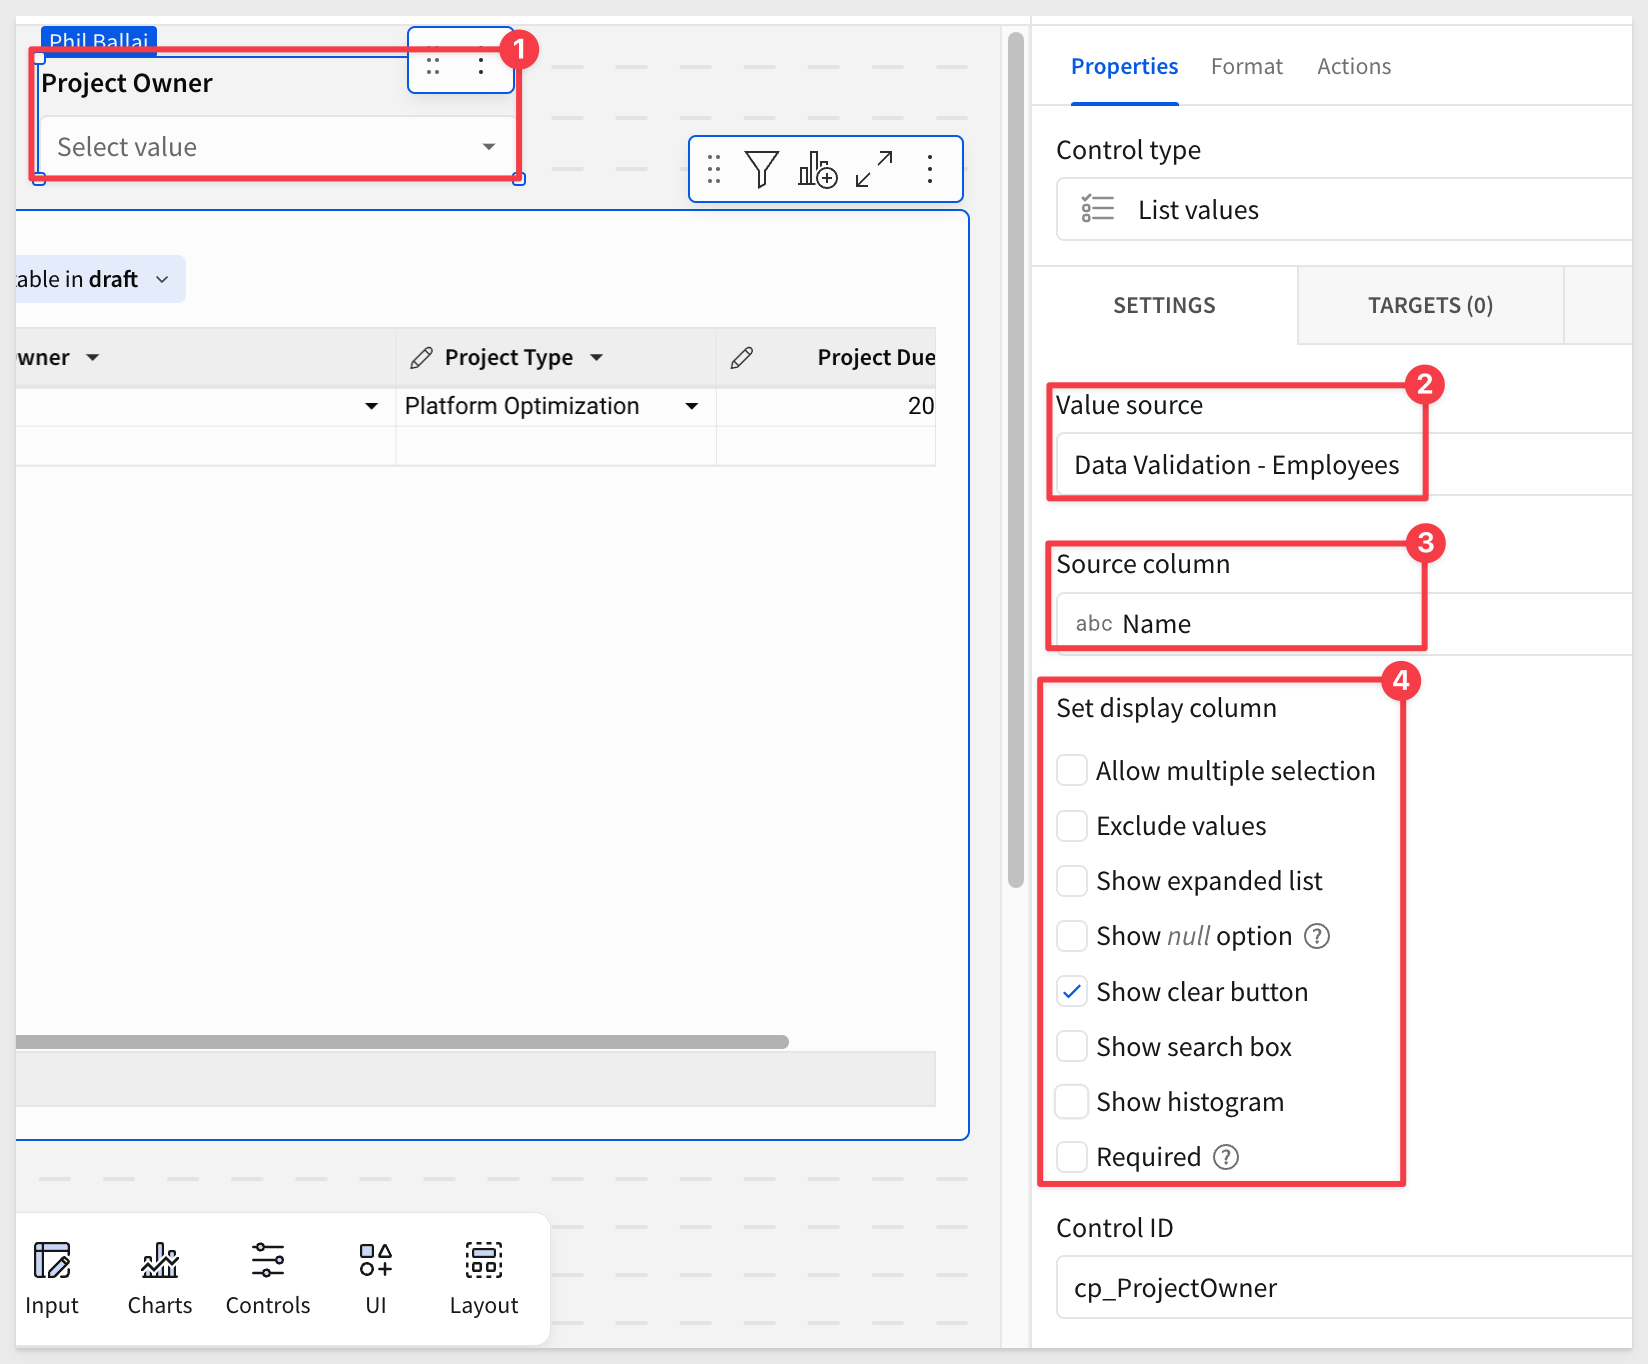 Phil Ballai
1
Project Owner
Select value
able in draft
wner
Project Type
Project Due
Platform Optimization
20
Input
Charts
Controls
UI
Layout
Properties
Format
Actions
Control type
List values
SETTINGS
TARGETS (0)
2
Value source
Data Validation - Employees
3
Source column
abc Name
4
Set display column
Allow multiple selection
Exclude values
Show expanded list
Show null option ?
Show clear button
Show search box
Show histogram
Required ?
Control ID
cp_ProjectOwner